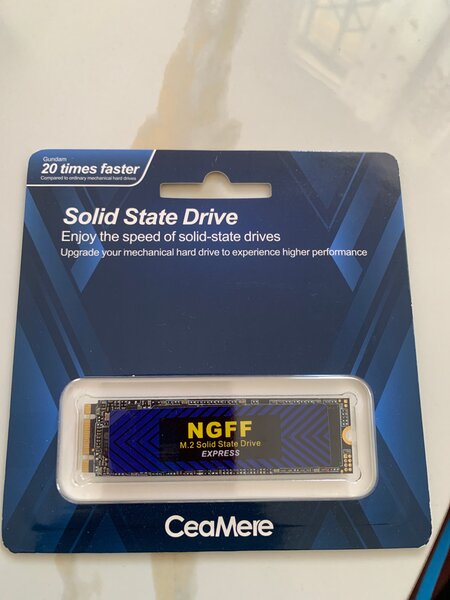 Gundam
20 times faster
Compared to ordinary mechanical hard drives
Solid State Drive
Enjoy the speed of solid-state drives
Upgrade your mechanical hard drive to experience higher performance
NGFF
M.2 Solid State Drive
EXPRESS
CeaMere